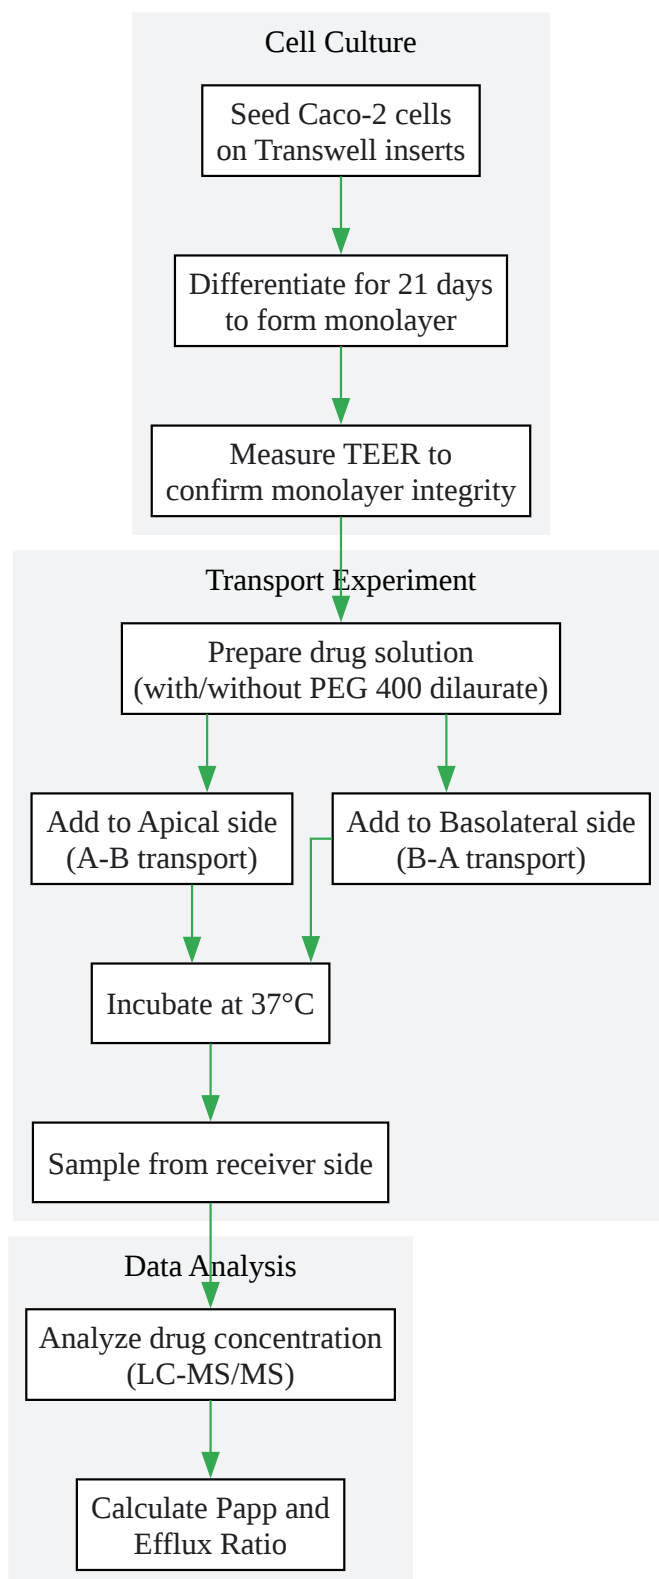 Cell Culture
Seed Caco-2 cells
on Transwell inserts
Differentiate for 21 days
to form monolayer
Measure TEER to
confirm monolayer integrity
Transport Experiment
Prepare drug solution
(with/without PEG 400 dilaurate)
Add to Apical side
(A-B transport)
Add to Basolateral side
(B-A transport)
Incubate at 37°C
Sample from receiver side
Data Analysis
Analyze drug concentration
(LC-MS/MS)
Calculate Papp and
Efflux Ratio